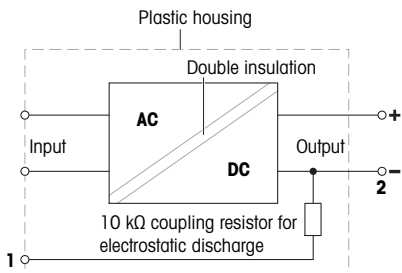 Plastic housing
Double insulation
AC
+
Input
Output
DC
−
2
10 kΩ coupling resistor for
electrostatic discharge
1